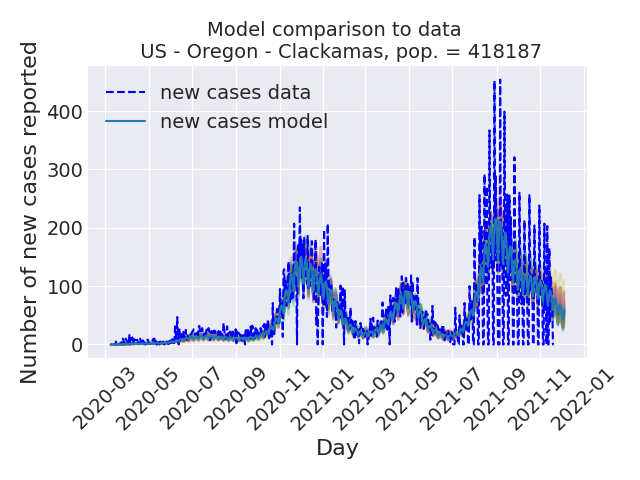 Model comparison to data
US - Oregon - Clackamas, pop. = 418187
Number of new cases reported
400
300
200
100
0
new cases data
new cases model
2020-03
2020-05
2020-07
2020-09
2020-11
2021-01
2021-03
2021-05
2021-07
2021-09
2021-11
2022-01
Day